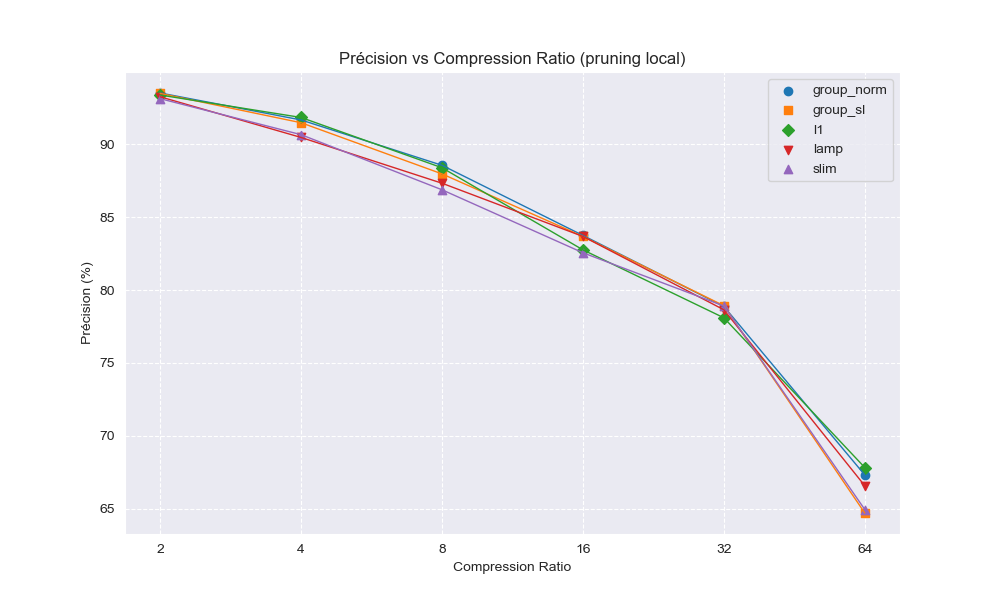 Précision vs Compression Ratio (pruning local)
group_norm
group_sl
l1
lamp
slim
Précision (%)
90
85
80
75
70
65
2 4 8 16 32 64
Compression Ratio